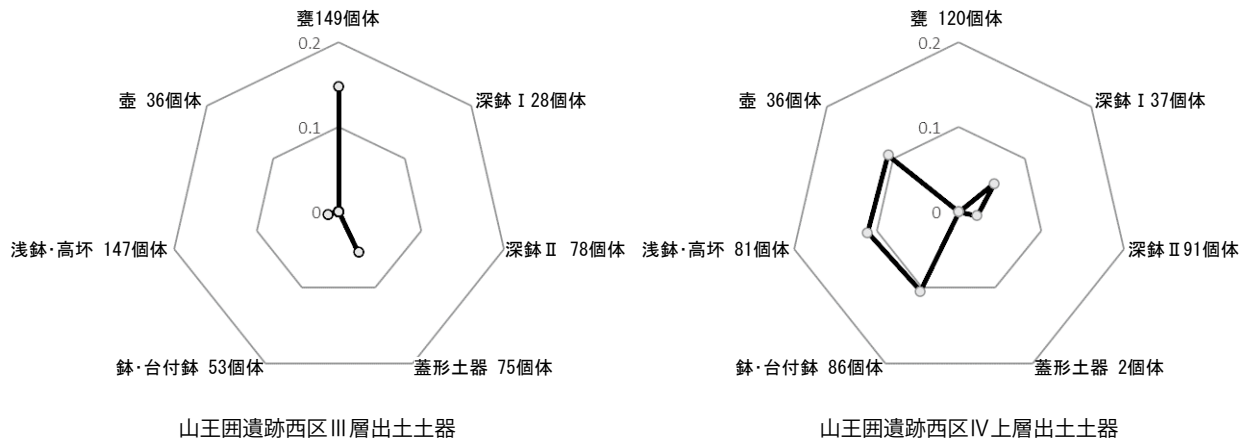 甕149個体
0.2
壺 36個体
深鉢Ⅰ28個体
0.1
0
浅鉢・高坏 147個体
深鉢Ⅱ 78個体
鉢・台付鉢 53個体
蓋形土器 75個体
山王囲遺跡西区Ⅲ層出土土器
甕 120個体
0.2
壺 36個体
深鉢Ⅰ37個体
0.1
0
浅鉢・高坏 81個体
深鉢Ⅱ91個体
鉢・台付鉢 86個体
蓋形土器 2個体
山王囲遺跡西区Ⅳ上層出土土器